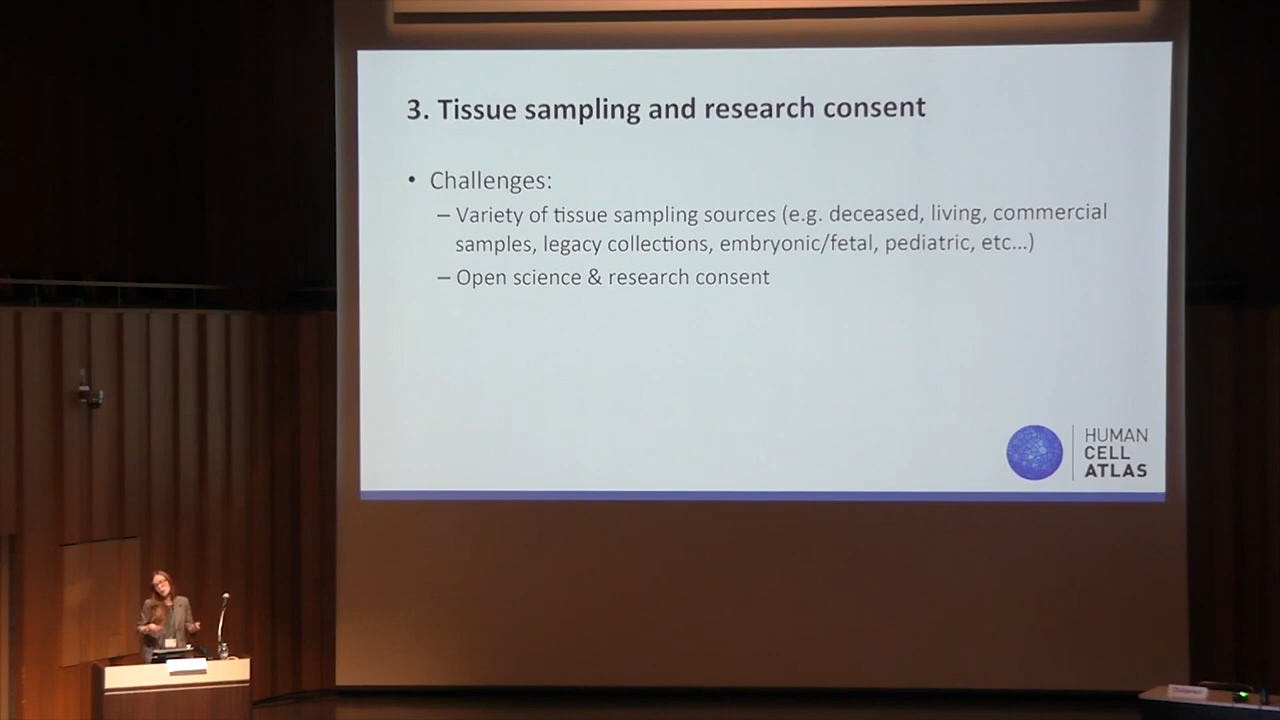 3. Tissue sampling and research consent
• Challenges:
– Variety of tissue sampling sources (e.g. deceased, living, commercial
samples, legacy collections, embryonic/fetal, pediatric, etc...)
– Open science & research consent
HUMAN
CELL
ATLAS